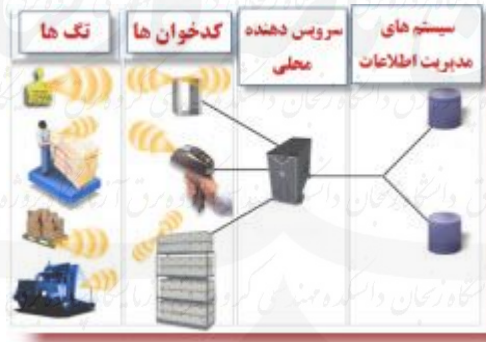 سیستم های
مدیریت اطلاعات
سرویس دهنده
محلی
کدخوان ها
تگ ها